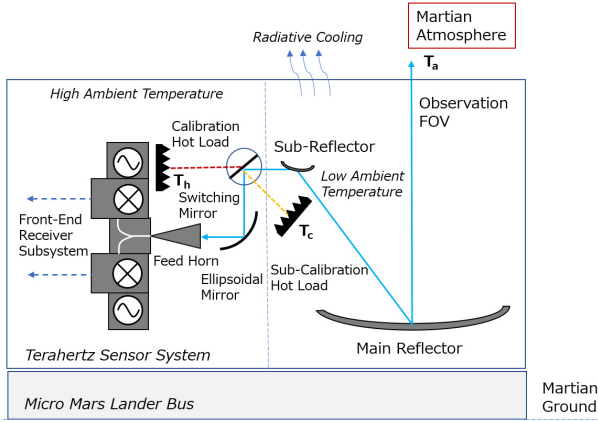 Martian
Atmosphere
Radiative Cooling
Ta
High Ambient Temperature
Observation
FOV
Calibration
Hot Load
Sub-Reflector
Th
Low Ambient
Temperature
Switching
Mirror
Tc
Front-End
Receiver
Subsystem
Feed Horn
Ellipsoidal
Mirror
Sub-Calibration
Hot Load
Main Reflector
Terahertz Sensor System
Micro Mars Lander Bus
Martian
Ground